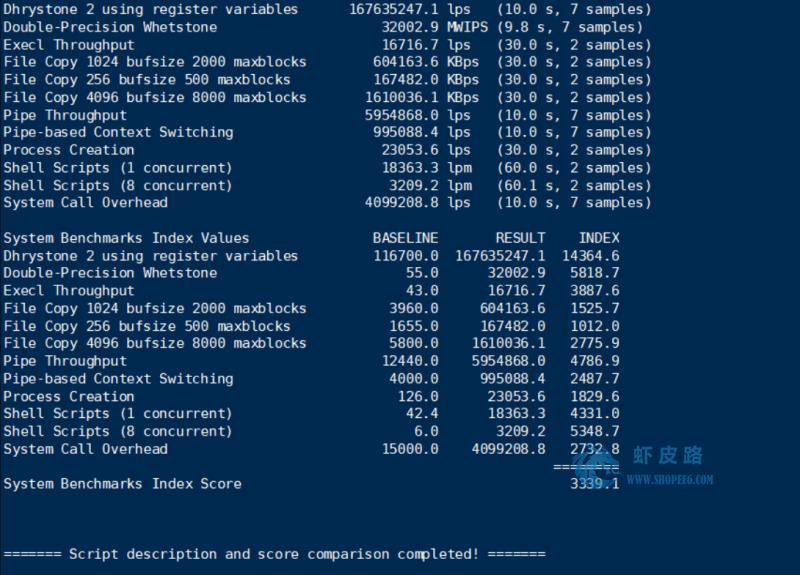 Dhrystone 2 using register variables 167635247.1 lps (10.0 s, 7 samples)
Double-Precision Whetstone 32002.9 MWIPS (9.8 s, 7 samples)
Execl Throughput 16716.7 lps (30.0 s, 2 samples)
File Copy 1024 bufsize 2000 maxblocks 604163.6 KBps (30.0 s, 2 samples)
File Copy 256 bufsize 500 maxblocks 167482.0 KBps (30.0 s, 2 samples)
File Copy 4096 bufsize 8000 maxblocks 1610036.1 KBps (30.0 s, 2 samples)
Pipe Throughput 5954868.0 lps (10.0 s, 7 samples)
Pipe-based Context Switching 995088.4 lps (10.0 s, 7 samples)
Process Creation 23053.6 lps (30.0 s, 2 samples)
Shell Scripts (1 concurrent) 18363.3 lpm (60.0 s, 2 samples)
Shell Scripts (8 concurrent) 3209.2 lpm (60.1 s, 2 samples)
System Call Overhead 4099208.8 lps (10.0 s, 7 samples)
System Benchmarks Index Values BASELINE RESULT INDEX
Dhrystone 2 using register variables 116700.0 167635247.1 14364.6
Double-Precision Whetstone 55.0 32002.9 5818.7
Execl Throughput 43.0 16716.7 3887.6
File Copy 1024 bufsize 2000 maxblocks 3960.0 604163.6 1525.7
File Copy 256 bufsize 500 maxblocks 1655.0 167482.0 1012.0
File Copy 4096 bufsize 8000 maxblocks 5800.0 1610036.1 2775.9
Pipe Throughput 12440.0 5954868.0 4786.9
Pipe-based Context Switching 4000.0 995088.4 2487.7
Process Creation 126.0 23053.6 1829.6
Shell Scripts (1 concurrent) 42.4 18363.3 4331.0
Shell Scripts (8 concurrent) 6.0 3209.2 5348.7
System Call Overhead 15000.0 4099208.8 2732.8
========
System Benchmarks Index Score 3339.1
虾皮路
WWW.SHOPEE6.COM
======= Script description and score comparison completed! =======